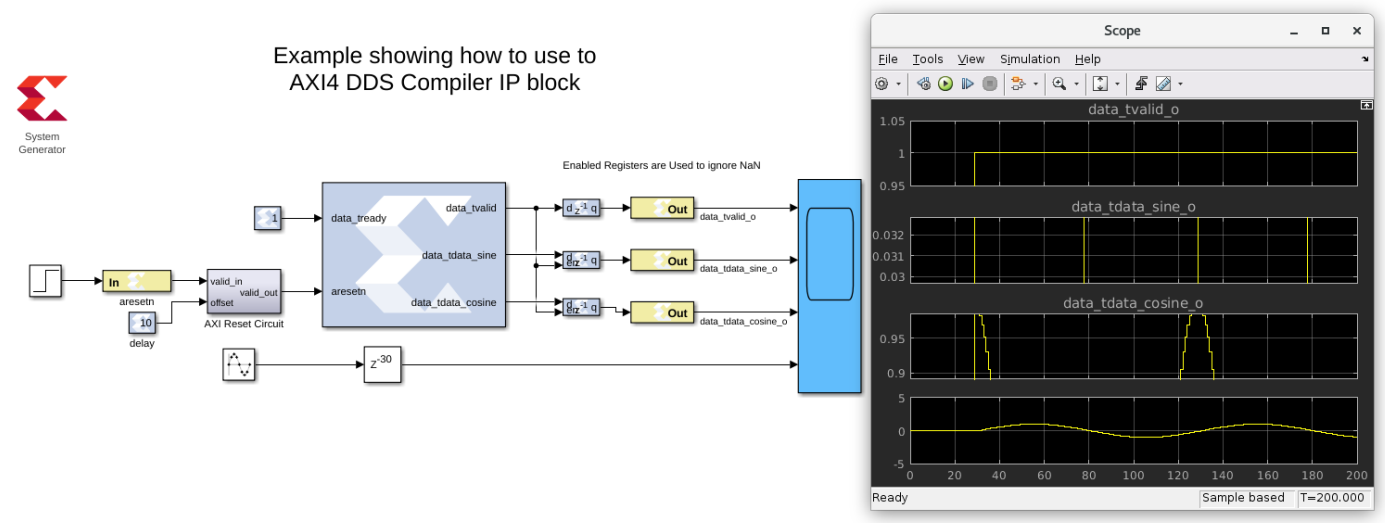 Example showing how to use to
AXI4 DDS Compiler IP block
System
Generator
Enabled Registers are Used to ignore NaN
1
data_tready
data_tvalid
d z-1 q
Out
data_tvalid_o
data_tdata_sine
d
en
z-1 q
Out
data_tdata_sine_o
In
aresetn
valid_in
valid_out
offset
AXI Reset Circuit
aresetn
data_tdata_cosine
d
en
z-1 q
Out
data_tdata_cosine_o
10
delay
Z-30
Scope
File Tools View Simulation Help
data_tvalid_o
1.05
1
0.95
data_tdata_sine_o
0.032
0.031
0.03
data_tdata_cosine_o
0.95
0.9
5
0
-5
0 20 40 60 80 100 120 140 160 180 200
Ready
Sample based
T=200.000